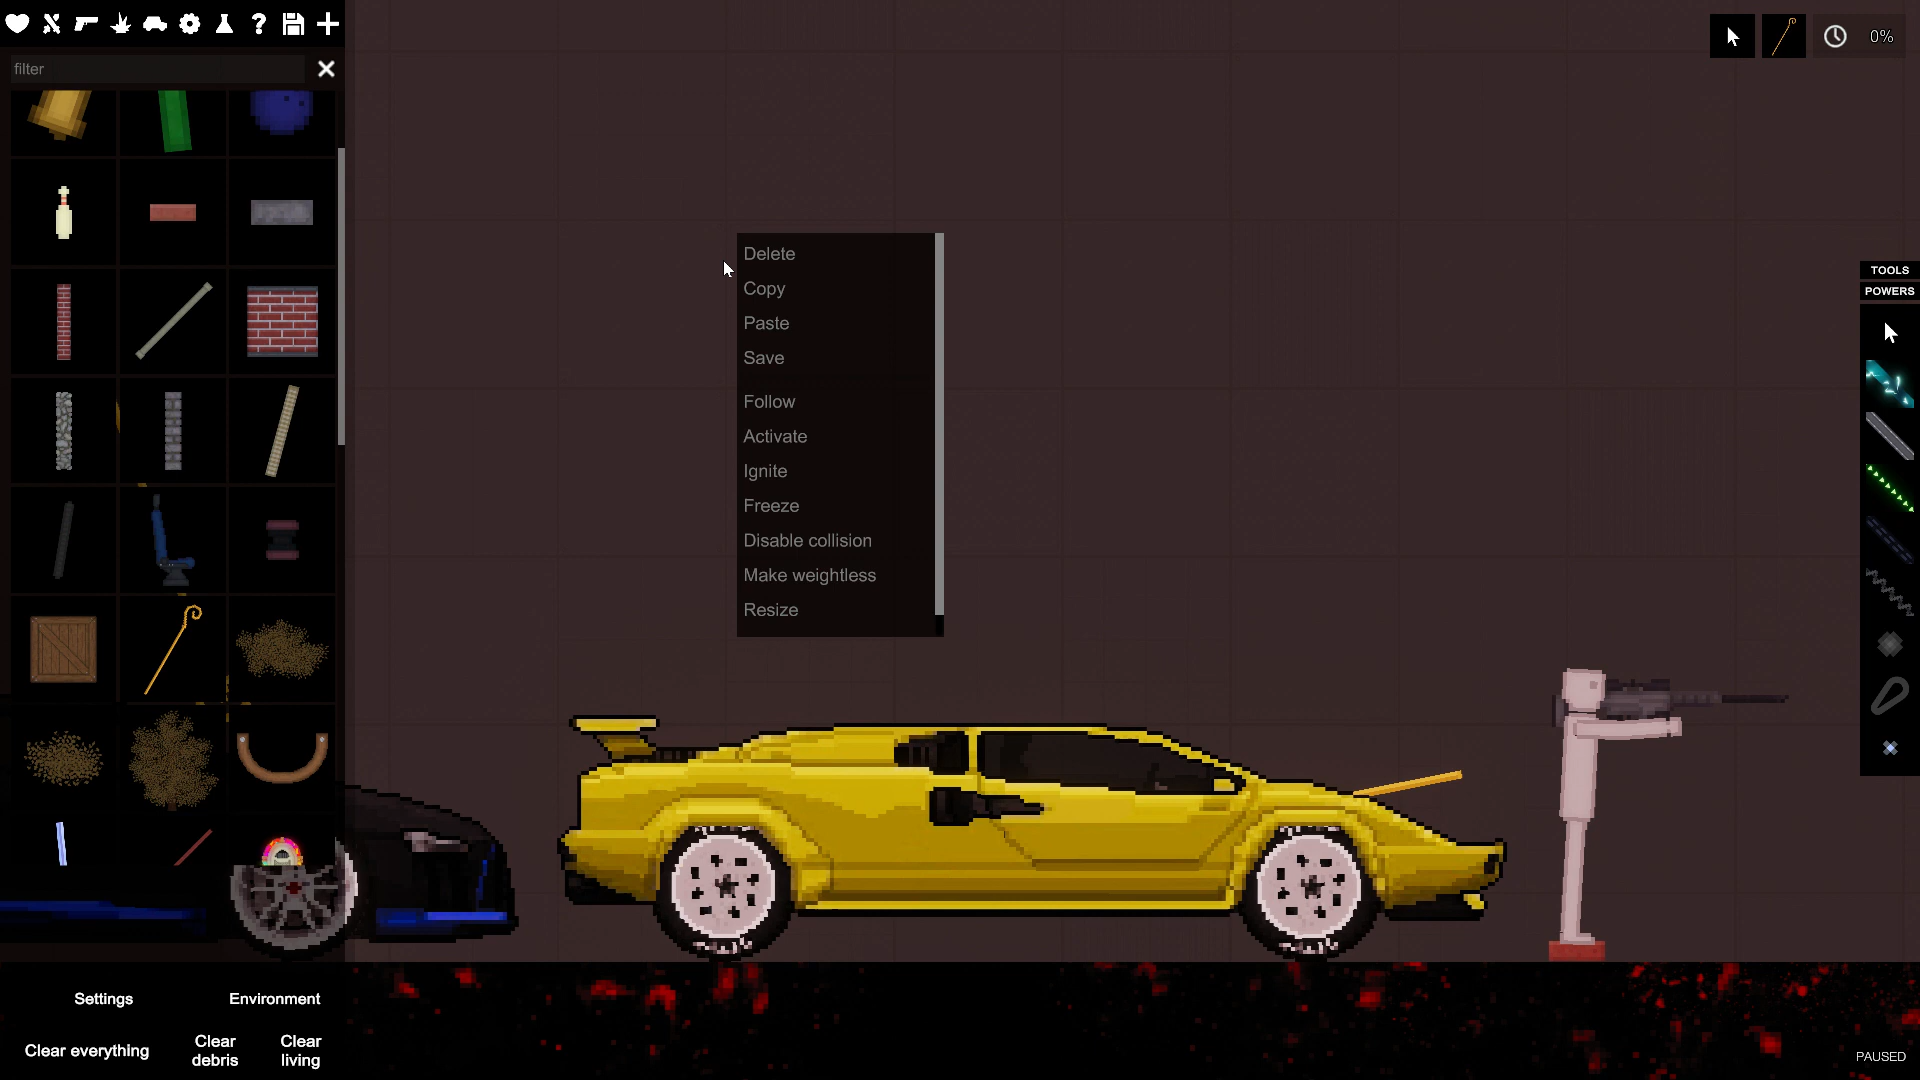 filter
0%
Delete
Copy
Paste
Save
Follow
Activate
Ignite
Freeze
Disable collision
Make weightless
Resize
TOOLS
POWERS
Settings
Environment
Clear everything
Clear
debris
Clear
living
PAUSED